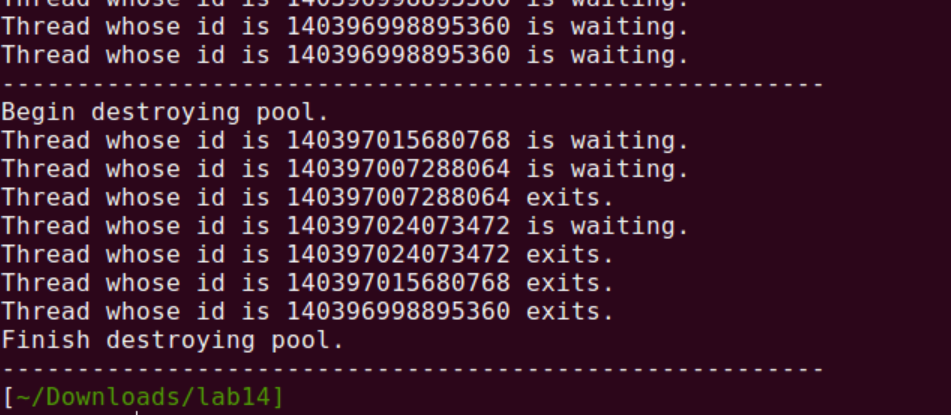 Thread whose id is 140396998895360 is waiting.
Thread whose id is 140396998895360 is waiting.
Thread whose id is 140396998895360 is waiting.
-------------------------------------------------------
Begin destroying pool.
Thread whose id is 140397015680768 is waiting.
Thread whose id is 140397007288064 is waiting.
Thread whose id is 140397007288064 exits.
Thread whose id is 140397024073472 is waiting.
Thread whose id is 140397024073472 exits.
Thread whose id is 140397015680768 exits.
Thread whose id is 140396998895360 exits.
Finish destroying pool.
-------------------------------------------------------
[~/Downloads/lab14]